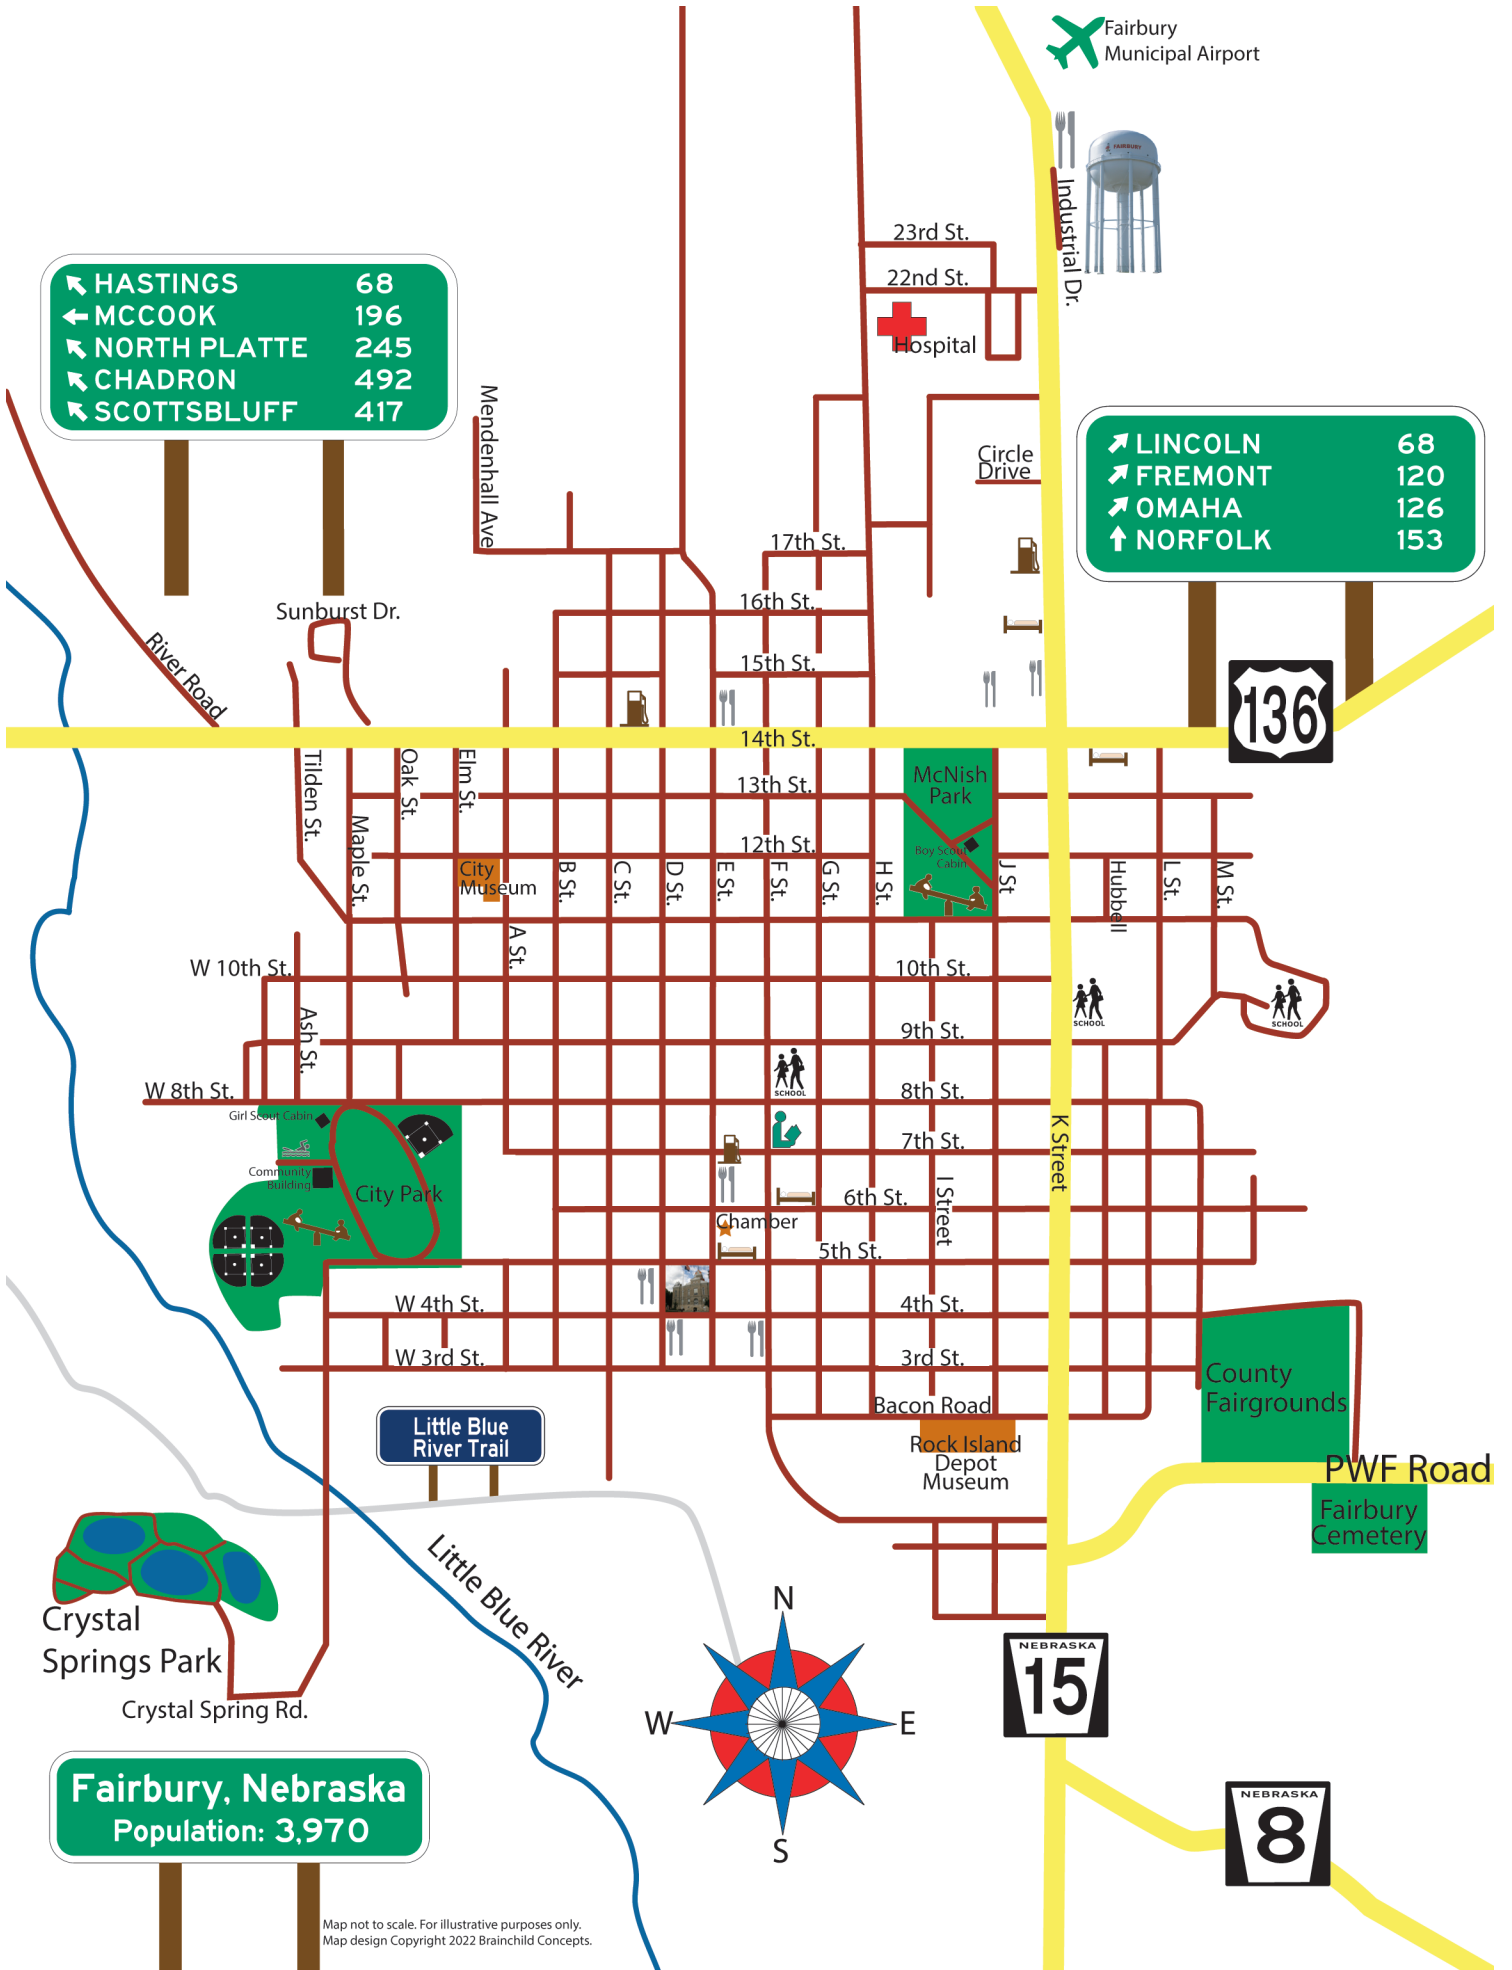 Fairbury
Municipal Airport
FAIRBURY
Industrial Dr.
23rd St.
22nd St.
Hospital
HASTINGS 68
MCCOOK 196
NORTH PLATTE 245
CHADRON 492
SCOTTSBLUFF 417
Mendenhall Ave
Circle
Drive
LINCOLN 68
FREMONT 120
OMAHA 126
NORFOLK 153
17th St.
16th St.
15th St.
Sunburst Dr.
River Road
136
14th St.
13th St.
12th St.
McNish
Park
Boy Scout
Cabin
Tilden St.
Maple St.
Oak St.
Elm St.
City
Museum
A St.
B St.
C St.
D St.
E St.
F St.
G St.
H St.
J St
Hubbell
L St.
M St.
W 10th St.
10th St.
SCHOOL
SCHOOL
Ash St.
9th St.
SCHOOL
W 8th St.
8th St.
Girl Scout Cabin
Community
Building
City Park
7th St.
K Street
I Street
6th St.
Chamber
5th St.
W 4th St.
4th St.
W 3rd St.
3rd St.
County
Fairgrounds
Bacon Road
Rock Island
Depot
Museum
Little Blue
River Trail
PWF Road
Fairbury
Cemetery
Little Blue River
Crystal
Springs Park
Crystal Spring Rd.
N
W
E
S
NEBRASKA
15
NEBRASKA
8
Fairbury, Nebraska
Population: 3,970
Map not to scale. For illustrative purposes only.
Map design Copyright 2022 Brainchild Concepts.